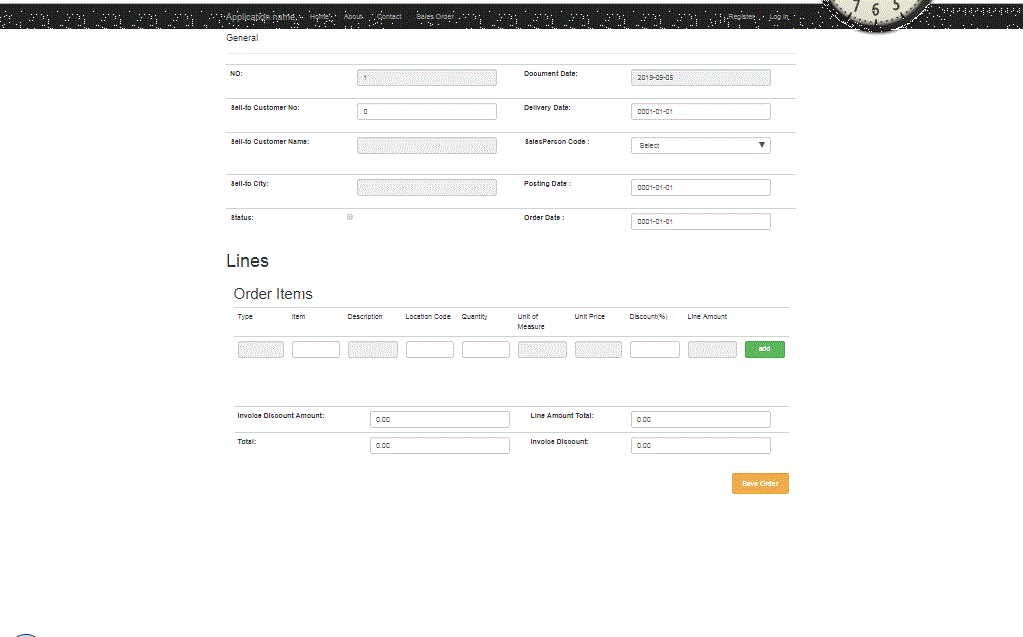 Application name Home About Contact Sales Order Register Log in
7 6 5
General
NO: 1 Document Date: 2019-09-05
Sell-to Customer No: 0 Delivery Date: 0001-01-01
Sell-to Customer Name: SalesPerson Code : Select
Sell-to City: Posting Date : 0001-01-01
Status: Order Date : 0001-01-01
Lines
Order Items
Type Item Description Location Code Quantity Unit of Measure Unit Price Discount(%) Line Amount
add
Invoice Discount Amount: 0.00 Line Amount Total: 0.00
Total: 0.00 Invoice Discount: 0.00
Save Order